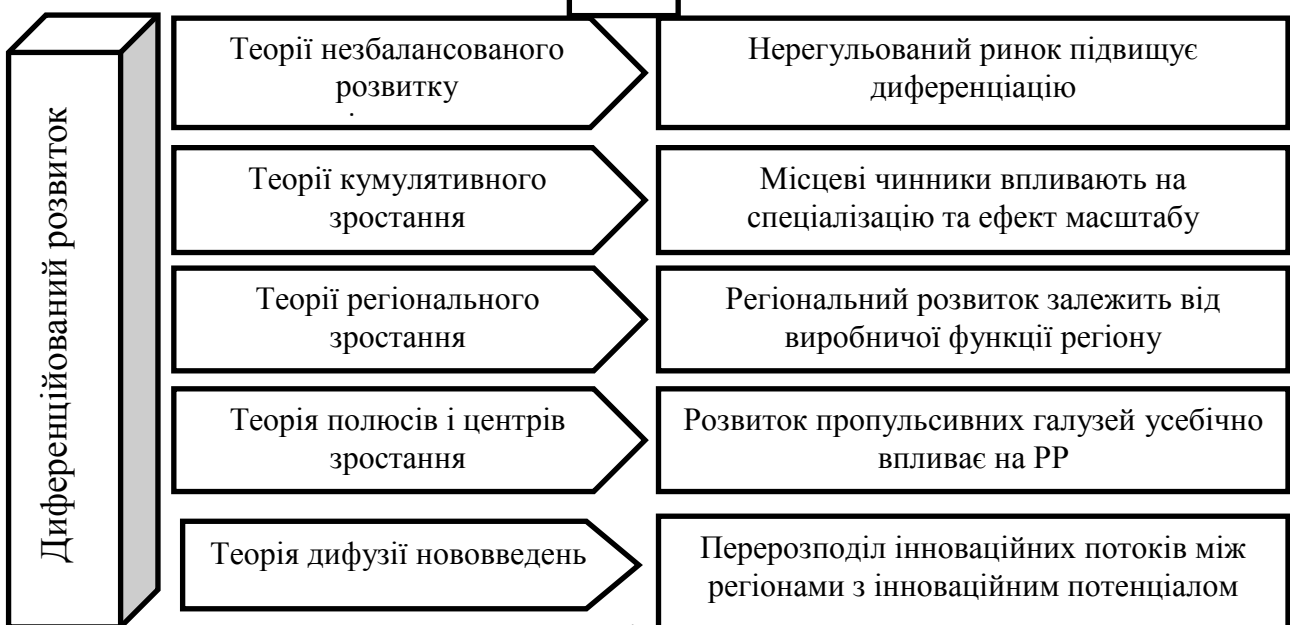 Диференційований розвиток
Теорії незбалансованого
розвитку
Нерегульований ринок підвищує
диференціацію
Теорії кумулятивного
зростання
Місцеві чинники впливають на
спеціалізацію та ефект масштабу
Теорії регіонального
зростання
Регіональний розвиток залежить від
виробничої функції регіону
Теорія полюсів і центрів
зростання
Розвиток пропульсивних галузей усебічно
впливає на РР
Теорія дифузії нововведень
Перерозподіл інноваційних потоків між
регіонами з інноваційним потенціалом